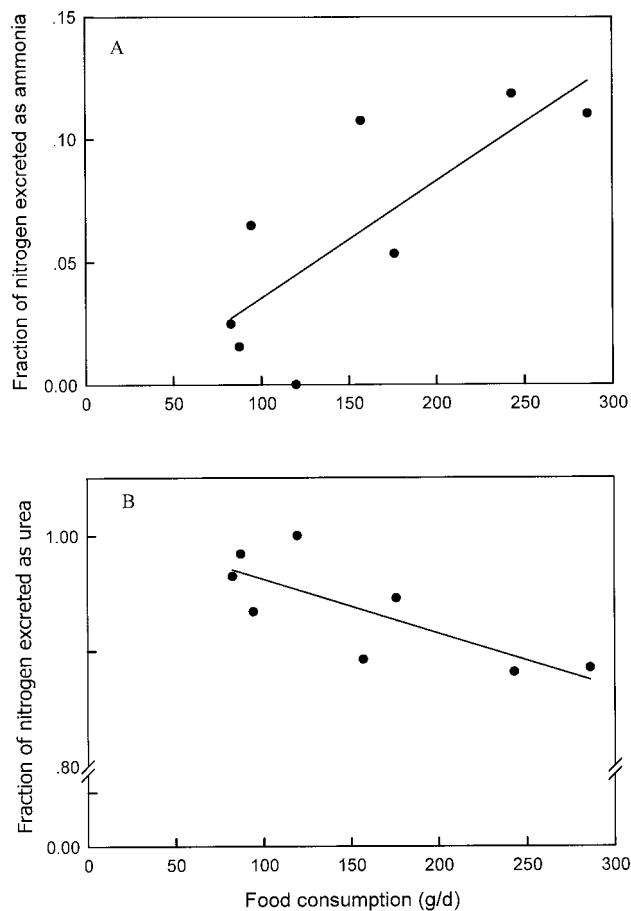 .15
A
.10
.05
0.00
Fraction of nitrogen excreted as ammonia
0 50 100 150 200 250 300
B
1.00
.80
0.00
Fraction of nitrogen excreted as urea
0 50 100 150 200 250 300
Food consumption (g/d)